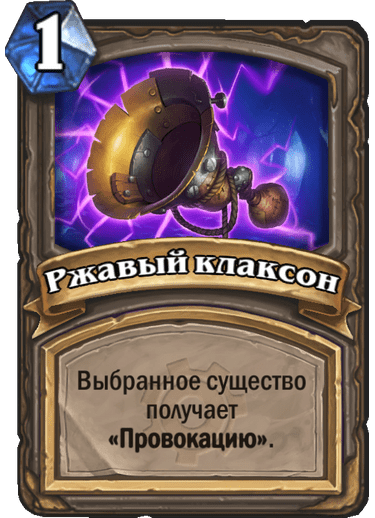 1
Ржавый клаксон
Выбранное существо
получает
«Провокацию».